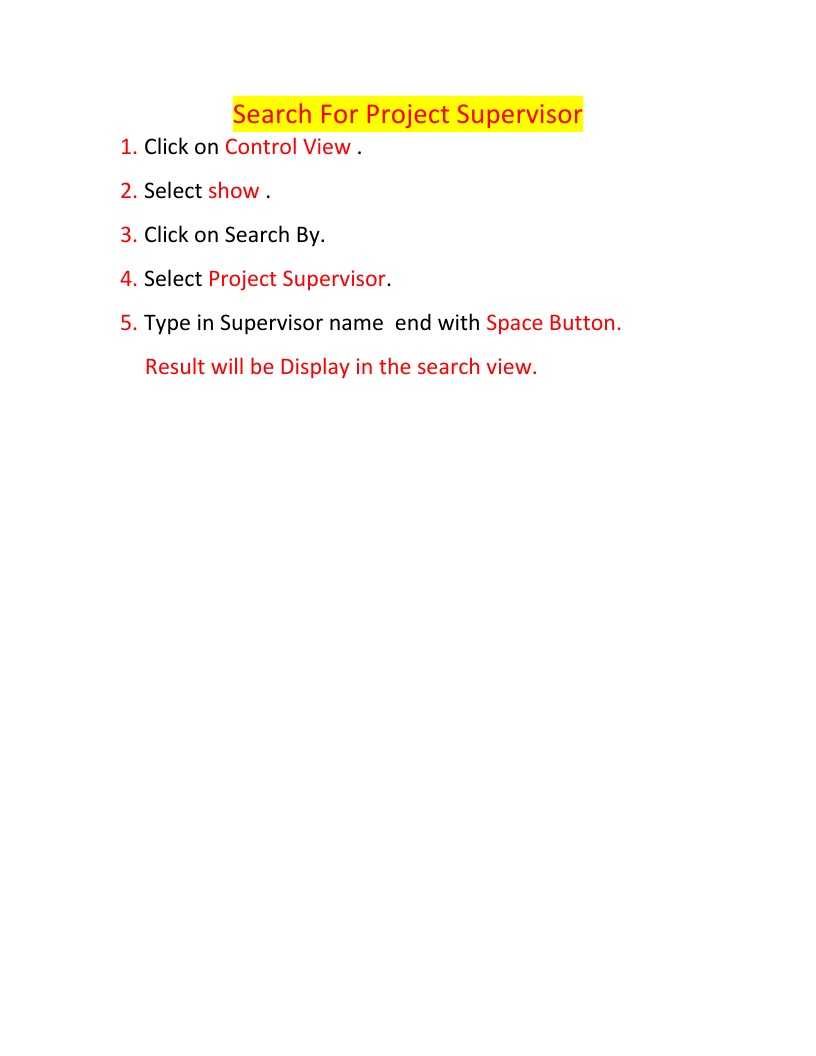 Search For Project Supervisor
1. Click on Control View .
2. Select show .
3. Click on Search By.
4. Select Project Supervisor.
5. Type in Supervisor name  end with Space Button.
Result will be Display in the search view.